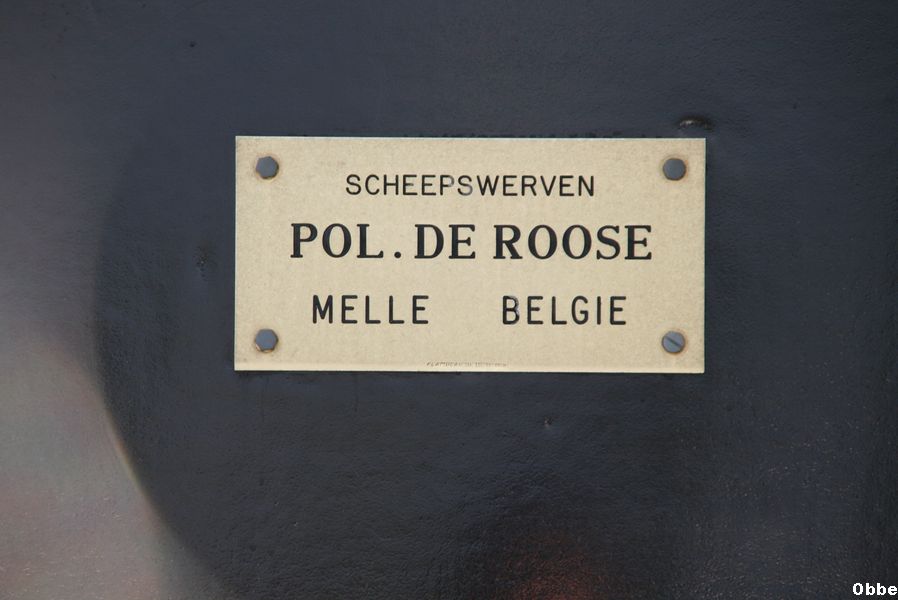 SCHEEPSWERVEN
POL. DE ROOSE
MELLE BELGIE
Obbe